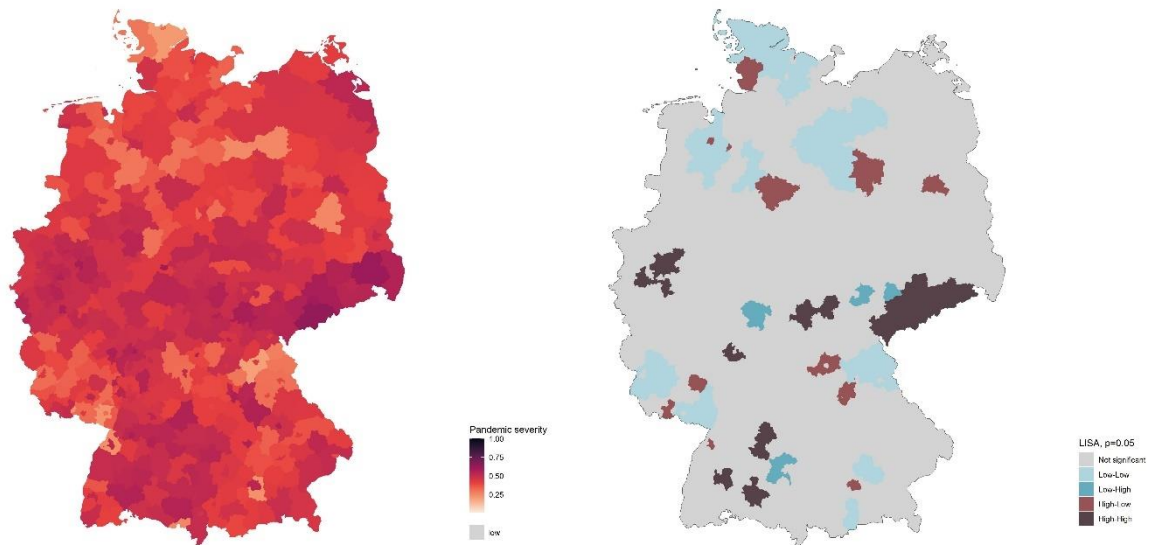 Pandemic severity
1.00
0.75
0.50
0.25
low
LISA, p=0.05
Not significant
Low-Low
Low-High
High-Low
High-High